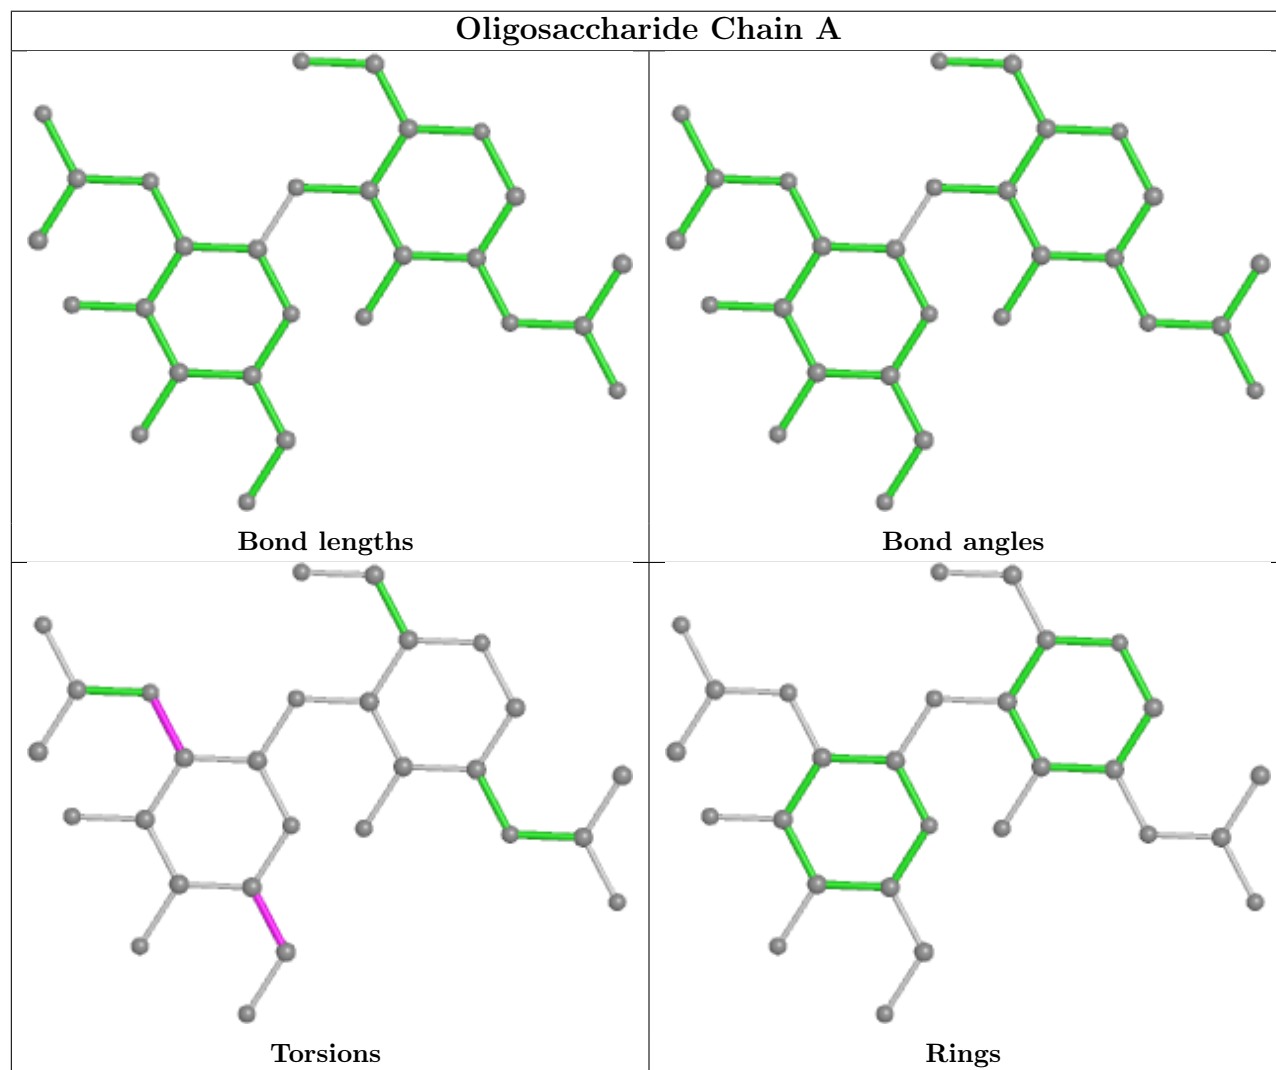 Oligosaccharide Chain A
Bond lengths
Bond angles
Torsions
Rings